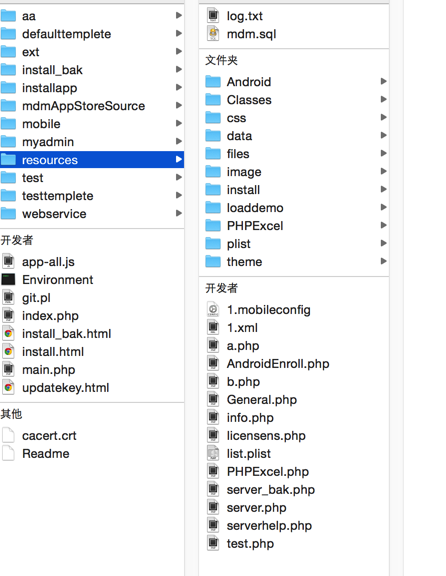 aa
defaulttemplete
ext
install_bak
installapp
mdmAppStoreSource
mobile
myadmin
resources
test
testtemplete
webservice
开发者
app-all.js
Environment
git.pl
index.php
install_bak.html
install.html
main.php
updatekey.html
其他
cacert.crt
Readme
log.txt
mdm.sql
文件夹
Android
Classes
css
data
files
image
install
loaddemo
PHPExcel
plist
theme
开发者
1.mobileconfig
1.xml
a.php
AndroidEnroll.php
b.php
General.php
info.php
licensens.php
list.plist
PHPExcel.php
server_bak.php
server.php
serverhelp.php
test.php